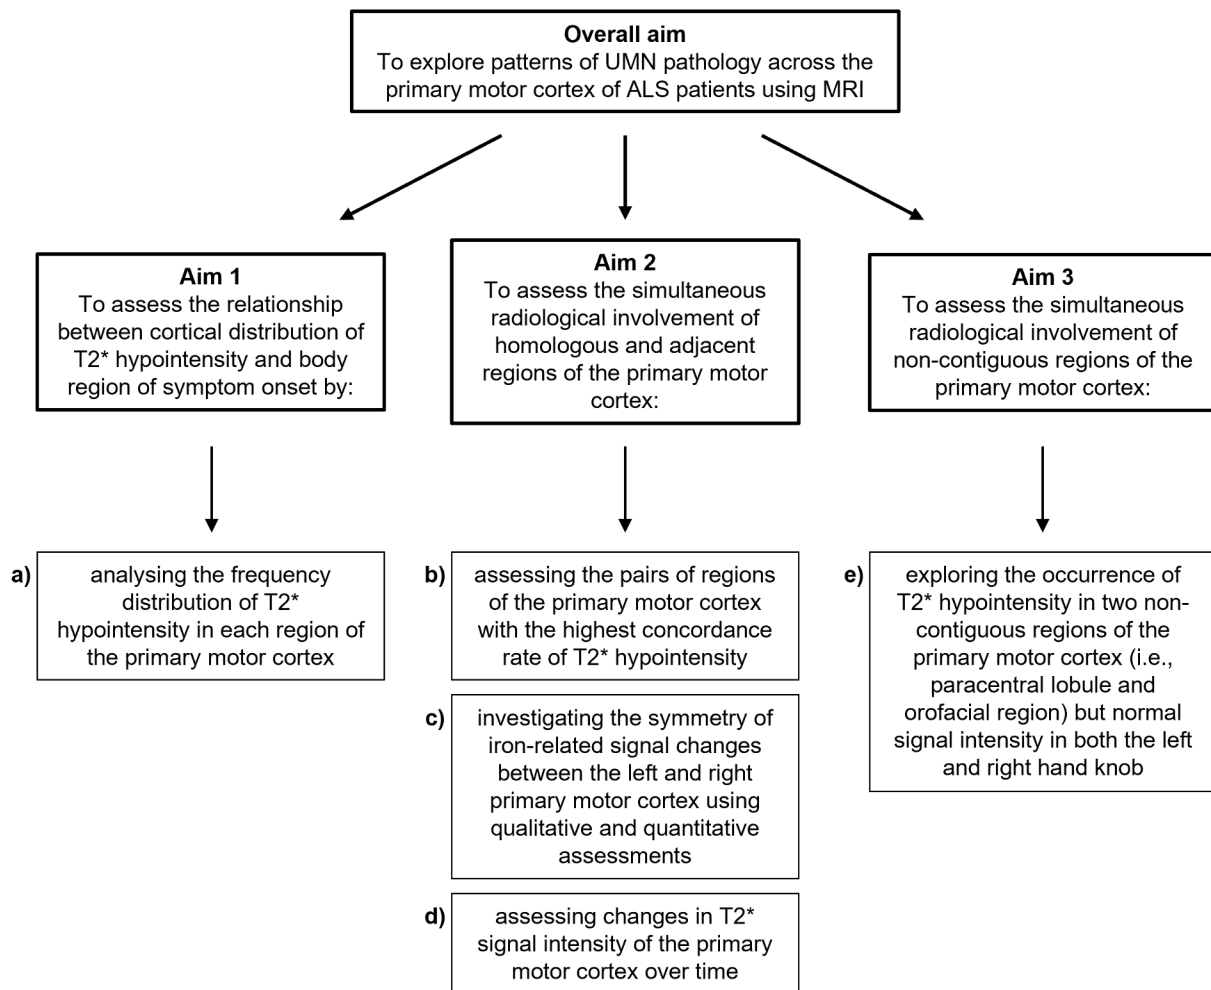 Overall aim
To explore patterns of UMN pathology across the
primary motor cortex of ALS patients using MRI
Aim 1
To assess the relationship
between cortical distribution of
T2* hypointensity and body
region of symptom onset by:
Aim 2
To assess the simultaneous
radiological involvement of
homologous and adjacent
regions of the primary motor
cortex:
Aim 3
To assess the simultaneous
radiological involvement of
non-contiguous regions of the
primary motor cortex:
a) analysing the frequency
distribution of T2*
hypointensity in each region of
the primary motor cortex
b) assessing the pairs of regions
of the primary motor cortex
with the highest concordance
rate of T2* hypointensity
c) investigating the symmetry of
iron-related signal changes
between the left and right
primary motor cortex using
qualitative and quantitative
assessments
d) assessing changes in T2*
signal intensity of the primary
motor cortex over time
e) exploring the occurrence of
T2* hypointensity in two non-
contiguous regions of the
primary motor cortex (i.e.,
paracentral lobule and
orofacial region) but normal
signal intensity in both the left
and right hand knob